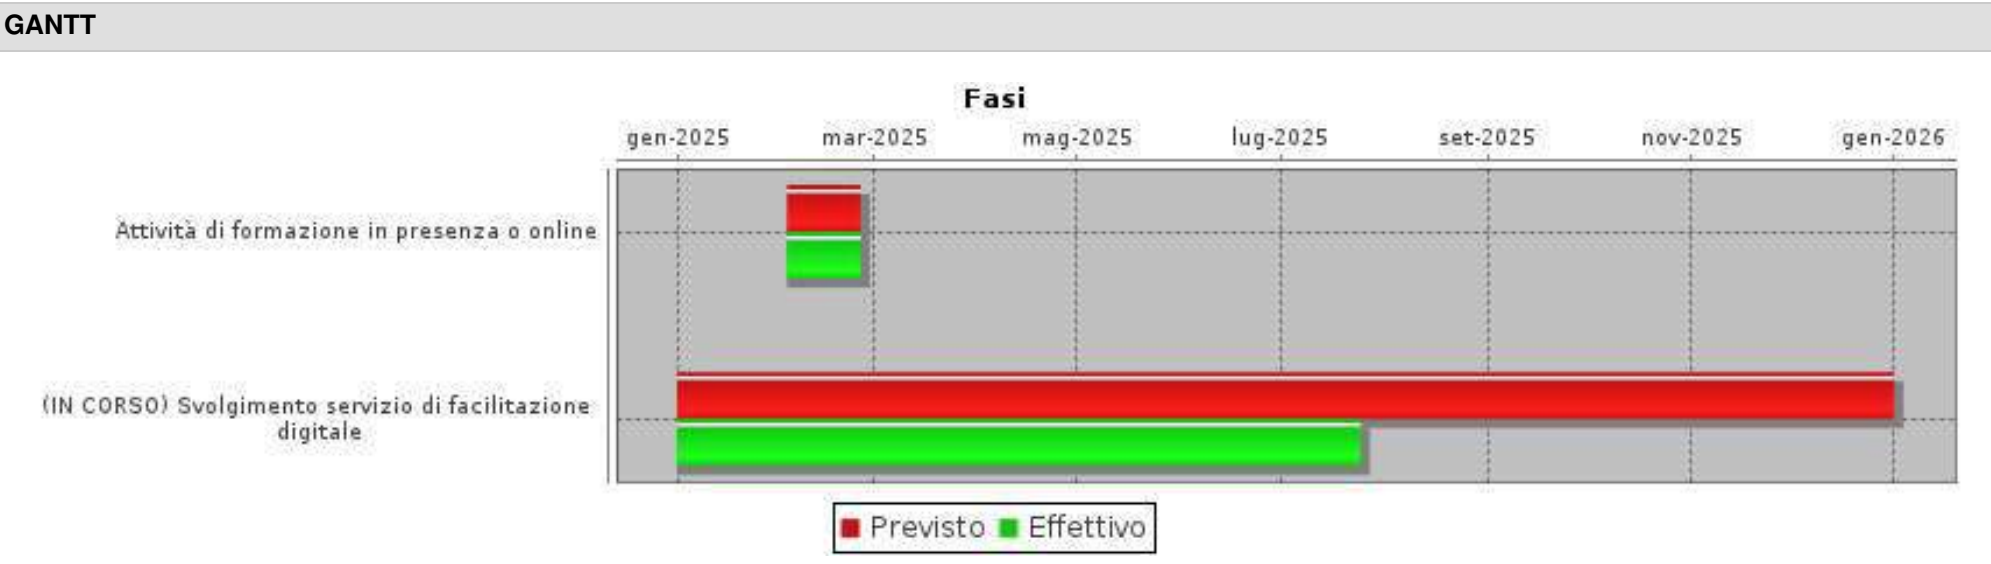 GANTT
Fasi
gen-2025 mar-2025 mag-2025 lug-2025 set-2025 nov-2025 gen-2026
Attività di formazione in presenza o online
(IN CORSO) Svolgimento servizio di facilitazione
digitale
Previsto Effettivo